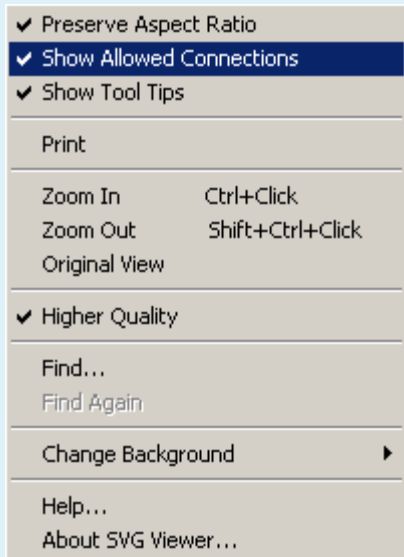 Preserve Aspect Ratio
Show Allowed Connections
Show Tool Tips
Print
Zoom In Ctrl+Click
Zoom Out Shift+Ctrl+Click
Original View
Higher Quality
Find...
Find Again
Change Background
Help...
About SVG Viewer...